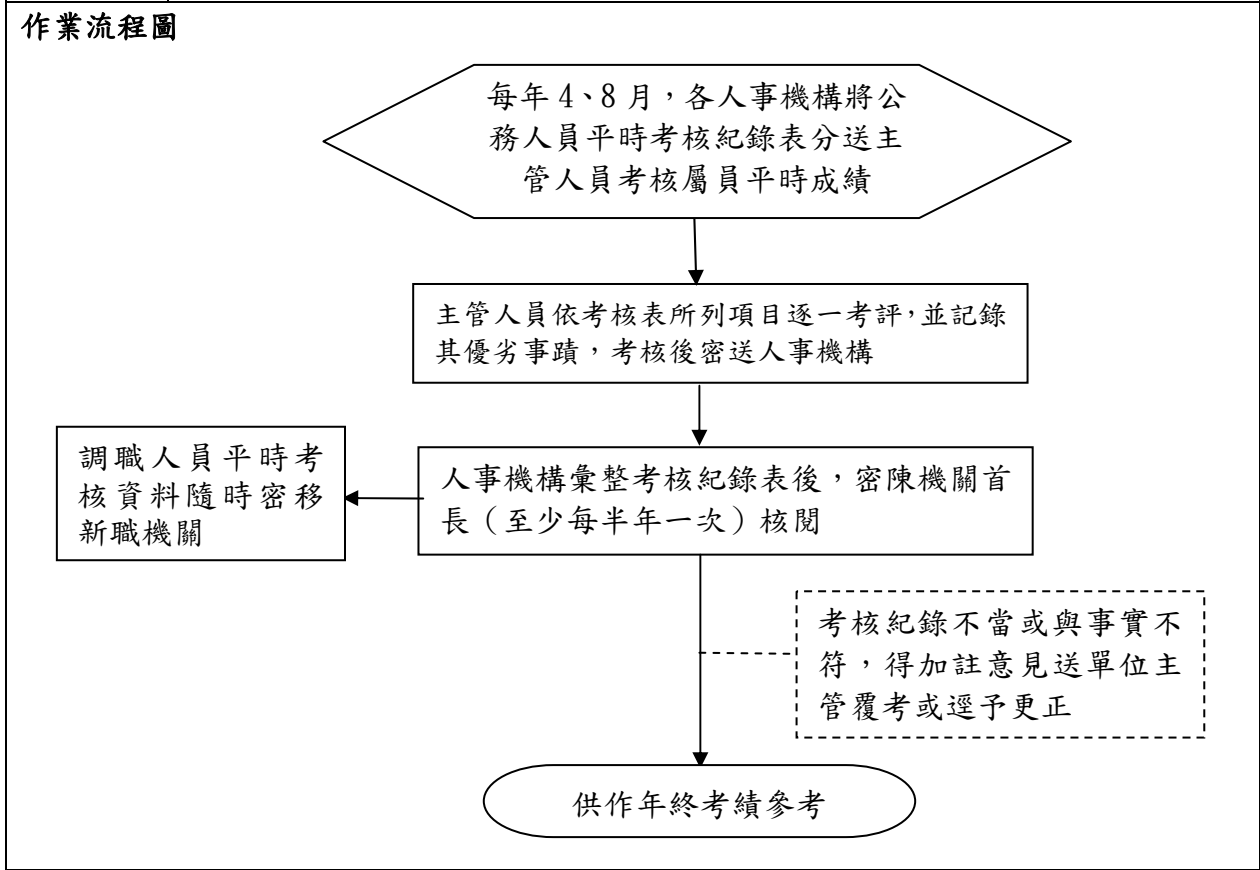 作業流程圖
每年 4、8 月，各人事機構將公
務人員平時考核紀錄表分送主
管人員考核屬員平時成績
主管人員依考核表所列項目逐一考評，並記錄
其優劣事蹟，考核後密送人事機構
調職人員平時考
核資料隨時密移
新職機關
人事機構彙整考核紀錄表後，密陳機關首
長（至少每半年一次）核閱
考核紀錄不當或與事實不
符，得加註意見送單位主
管覆考或逕予更正
供作年終考績參考